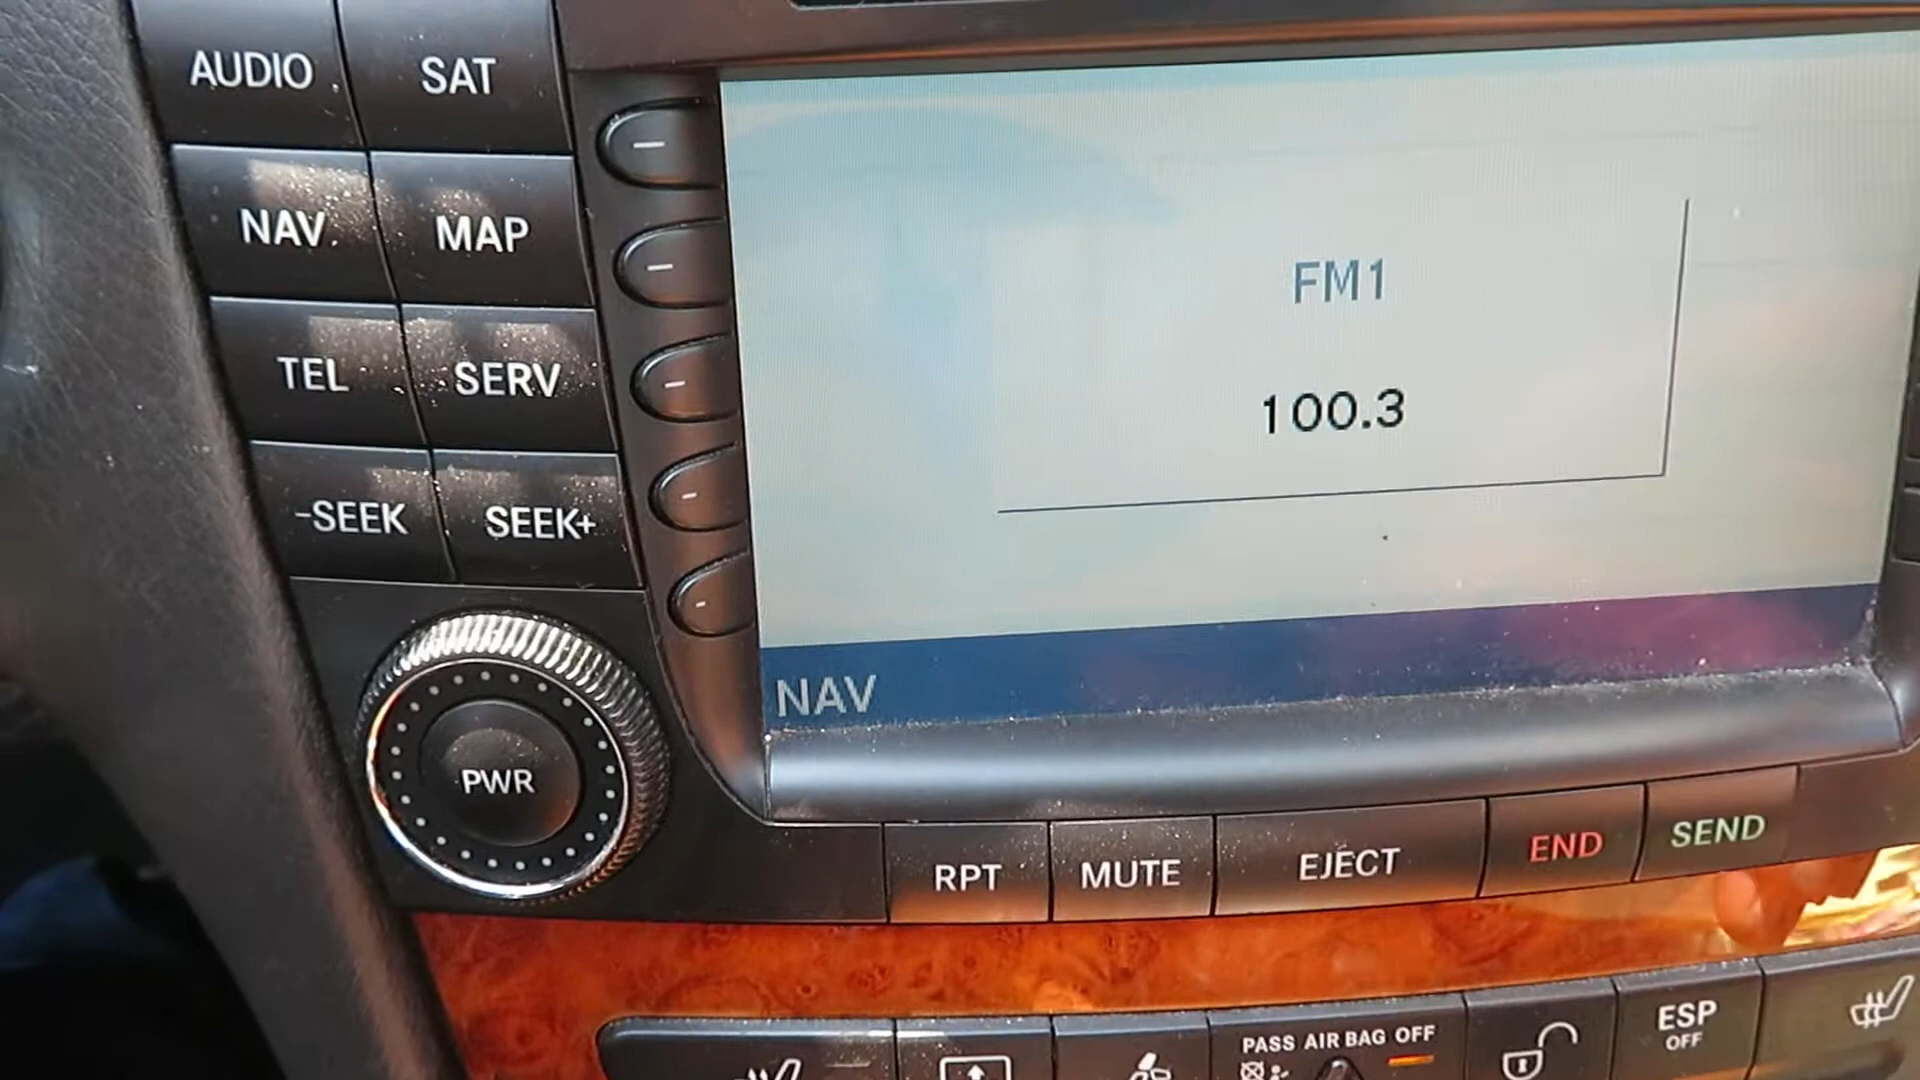 AUDIO
SAT
NAV
MAP
TEL
SERV
-SEEK
SEEK+
PWR
FM1
100.3
NAV
RPT
MUTE
EJECT
END
SEND
PASS AIR BAG OFF
ESP
OFF